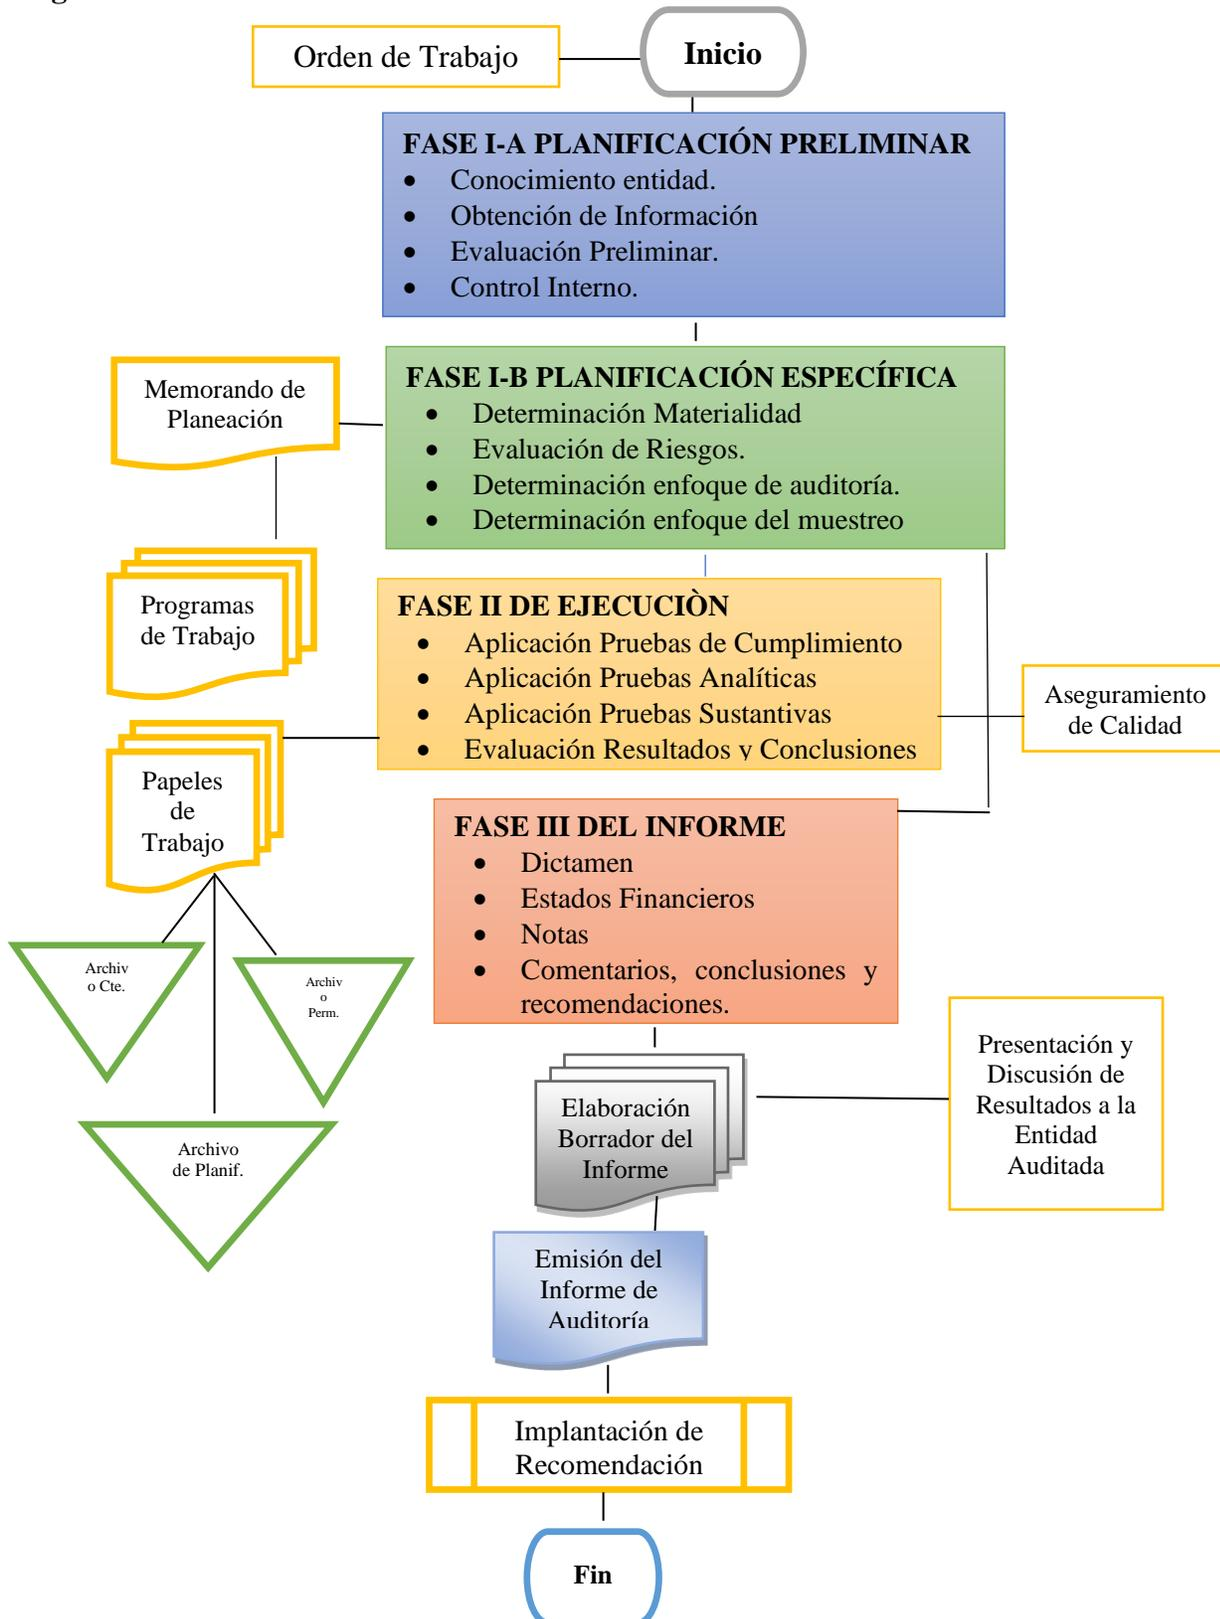 Orden de Trabajo
Inicio
FASE I-A PLANIFICACIÓN PRELIMINAR
• Conocimiento entidad.
• Obtención de Información
• Evaluación Preliminar.
• Control Interno.
Memorando de
Planeación
FASE I-B PLANIFICACIÓN ESPECÍFICA
• Determinación Materialidad
• Evaluación de Riesgos.
• Determinación enfoque de auditoría.
• Determinación enfoque del muestreo
Programas
de Trabajo
FASE II DE EJECUCIÒN
• Aplicación Pruebas de Cumplimiento
• Aplicación Pruebas Analíticas
• Aplicación Pruebas Sustantivas
• Evaluación Resultados y Conclusiones
Aseguramiento
de Calidad
Papeles
de
Trabajo
FASE III DEL INFORME
• Dictamen
• Estados Financieros
• Notas
• Comentarios, conclusiones y
recomendaciones.
Archiv
o Cte.
Archiv
o
Perm.
Archivo
de Planif.
Elaboración
Borrador del
Informe
Presentación y
Discusión de
Resultados a la
Entidad
Auditada
Emisión del
Informe de
Auditoría
Implantación de
Recomendación
Fin